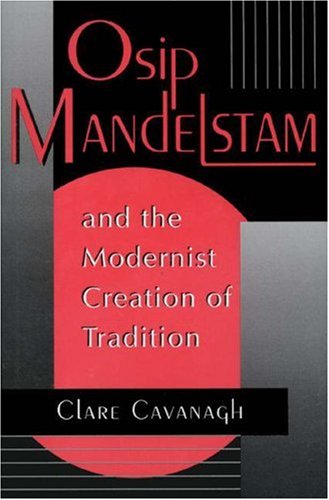 Osip
Mandelstam
and the
Modernist
Creation of
Tradition
Clare Cavanagh